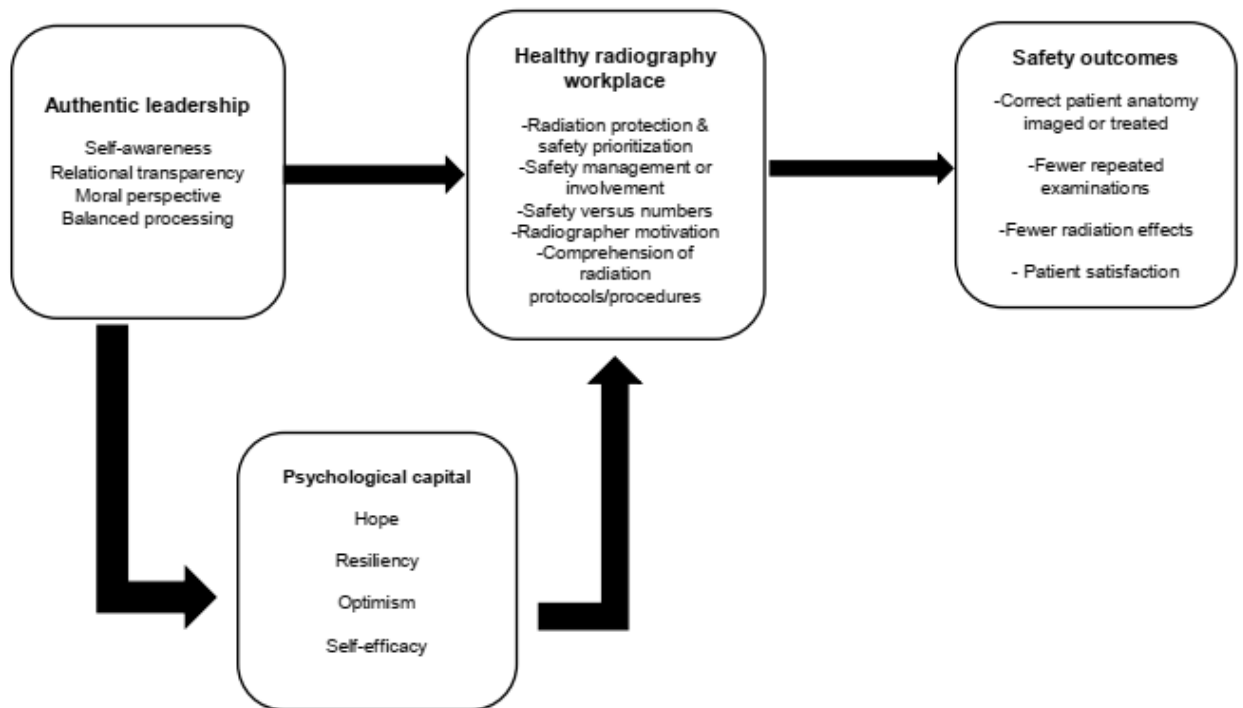 Authentic leadership
Self-awareness
Relational transparency
Moral perspective
Balanced processing
Healthy radiography
workplace
-Radiation protection &
safety prioritization
-Safety management or
involvement
-Safety versus numbers
-Radiographer motivation
-Comprehension of
radiation
protocols/procedures
Safety outcomes
-Correct patient anatomy
imaged or treated
-Fewer repeated
examinations
-Fewer radiation effects
- Patient satisfaction
Psychological capital
Hope
Resiliency
Optimism
Self-efficacy